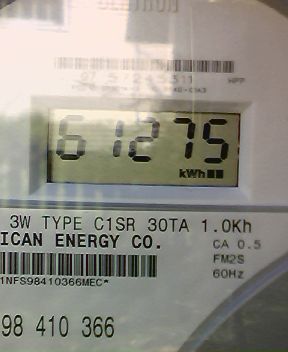 61275
kWh
3W TYPE C1SR 30TA 1.0Kh
ICAN ENERGY CO.
CA 0.5
FM2S
60Hz
1NFS98410366MEC*
98 410 366